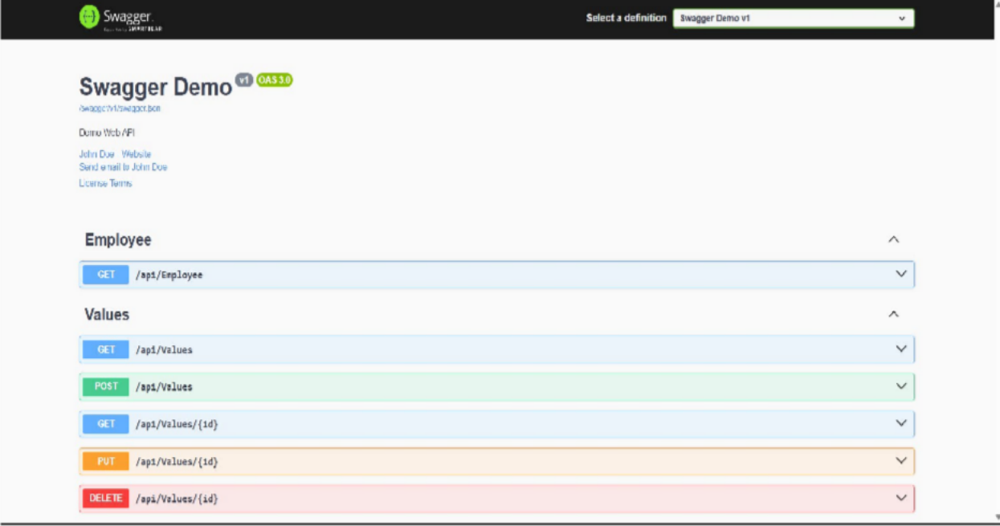 Swagger.
SMARTBEAR
Select a definition
Swagger Demo v1
Swagger Demo v1 OAS 3.0
/swagger/v1/swagger.json
Demo Web API
John Doe - Website
Send email to John Doe
License Terms
Employee
GET /api/Employee
Values
GET /api/Values
POST /api/Values
GET /api/Values/{id}
PUT /api/Values/{id}
DELETE /api/Values/{id}